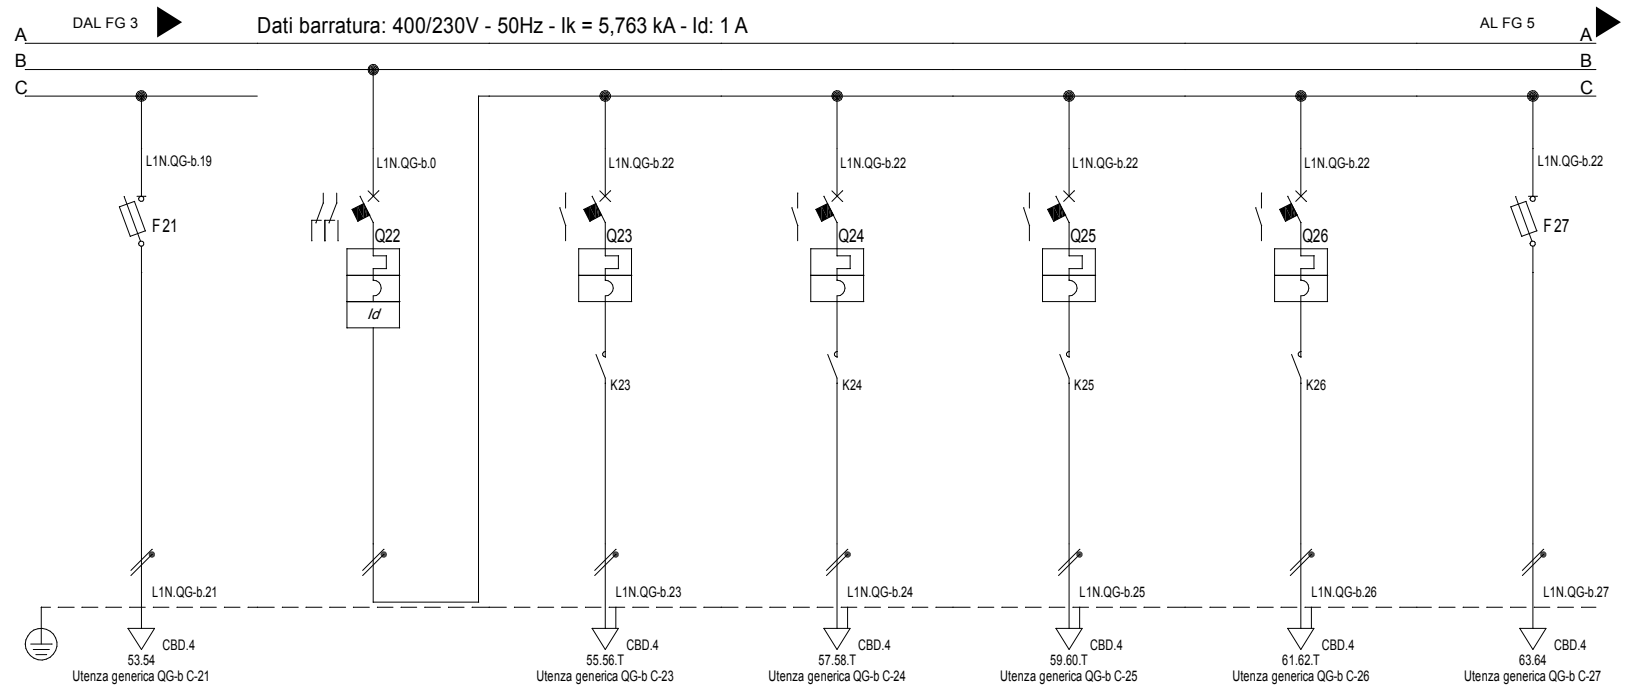 DAL FG 3
Dati barratura: 400/230V - 50Hz - Ik = 5,763 kA - Id: 1 A
AL FG 5
A A
B B
C C
L1N.QG-b.19 L1N.QG-b.0 L1N.QG-b.22 L1N.QG-b.22 L1N.QG-b.22 L1N.QG-b.22 L1N.QG-b.22
F21 Q22 Q23 Q24 Q25 Q26 F27
Id
K23 K24 K25 K26
L1N.QG-b.21 L1N.QG-b.23 L1N.QG-b.24 L1N.QG-b.25 L1N.QG-b.26 L1N.QG-b.27
CBD.4 CBD.4 CBD.4 CBD.4 CBD.4 CBD.4
53.54 55.56.T 57.58.T 59.60.T 61.62.T 63.64
Utenza generica QG-b C-21 Utenza generica QG-b C-23 Utenza generica QG-b C-24 Utenza generica QG-b C-25 Utenza generica QG-b C-26 Utenza generica QG-b C-27